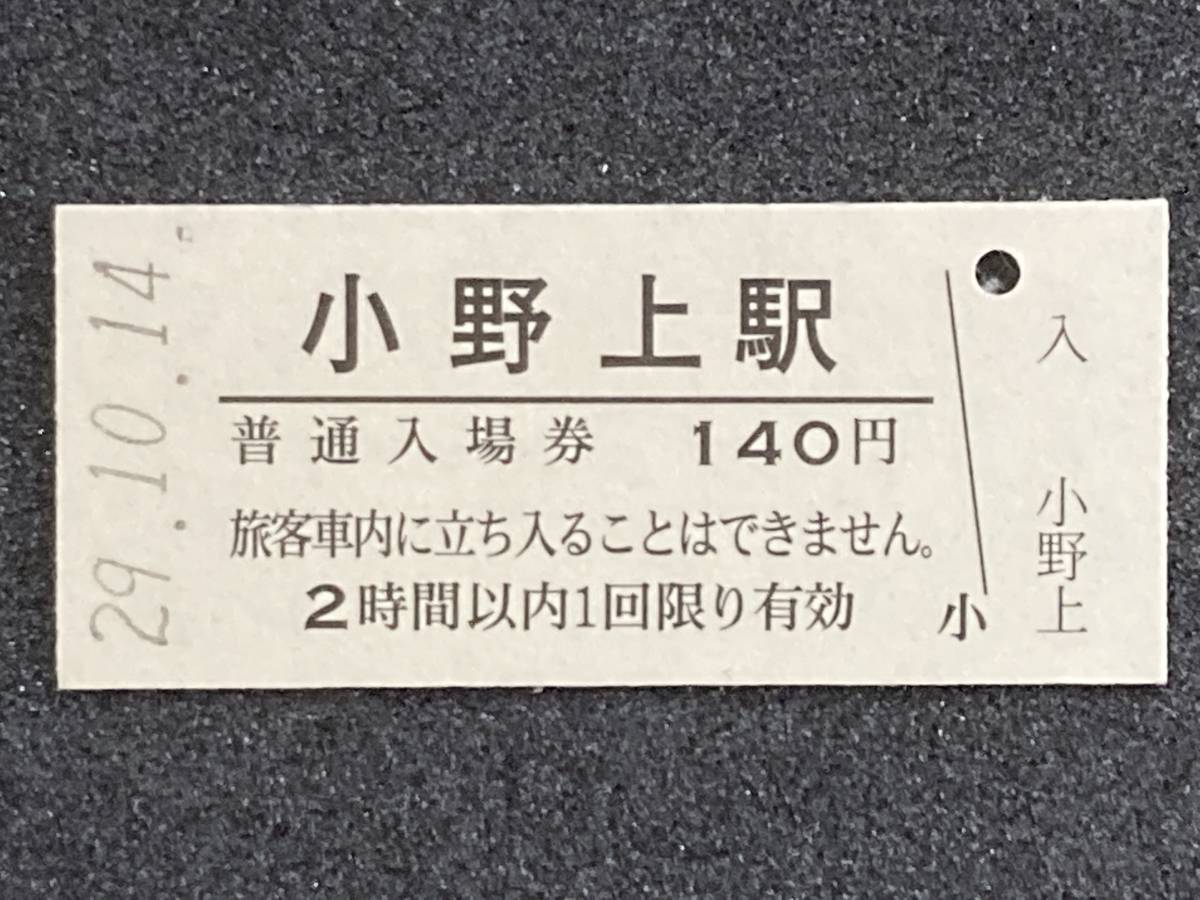 29.10.14.
小野上駅
普通入場券 140円
旅客車内に立ち入ることはできません。
2時間以内1回限り有効
小
入
小野上